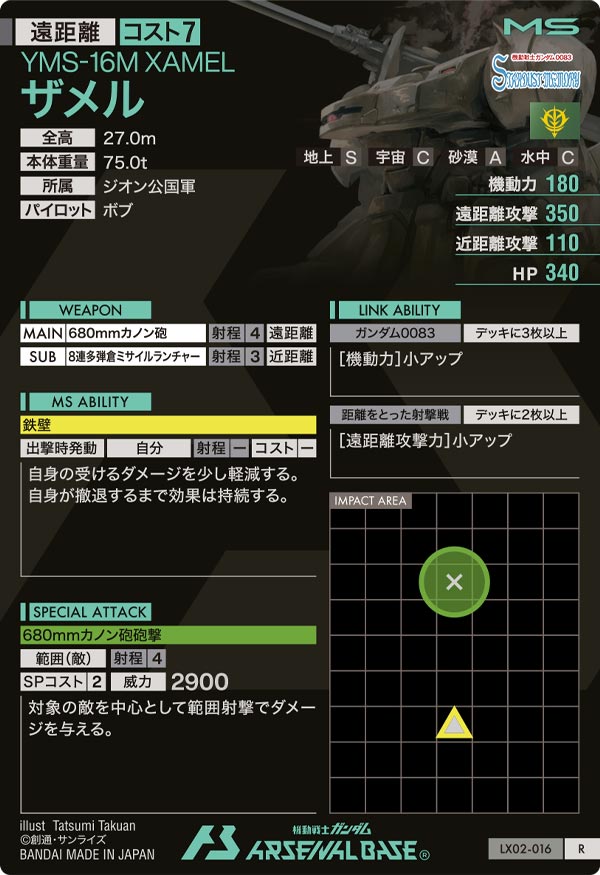 遠距離 コスト7
MS
YMS-16M XAMEL
ザメル
機動戦士ガンダム0083
STARDUST MEMORY
全高 27.0m
本体重量 75.0t
所属 ジオン公国軍
パイロット ボブ
地上 S 宇宙 C 砂漠 A 水中 C
機動力 180
遠距離攻撃 350
近距離攻撃 110
HP 340
WEAPON
MAIN 680mmカノン砲 射程 4 遠距離
SUB 8連多弾倉ミサイルランチャー 射程 3 近距離
MS ABILITY
鉄壁
出撃時発動 自分 射程 ー コスト ー
自身の受けるダメージを少し軽減する。
自身が撤退するまで効果は持続する。
SPECIAL ATTACK
680mmカノン砲砲撃
範囲(敵) 射程 4
SPコスト 2 威力 2900
対象の敵を中心として範囲射撃でダメー
ジを与える。
LINK ABILITY
ガンダム0083 デッキに3枚以上
[機動力]小アップ
距離をとった射撃戦 デッキに2枚以上
[遠距離攻撃力]小アップ
IMPACT AREA
illust Tatsumi Takuan
©創通・サンライズ
BANDAI MADE IN JAPAN
機動戦士ガンダム
ARSENAL BASE®
LX02-016 R